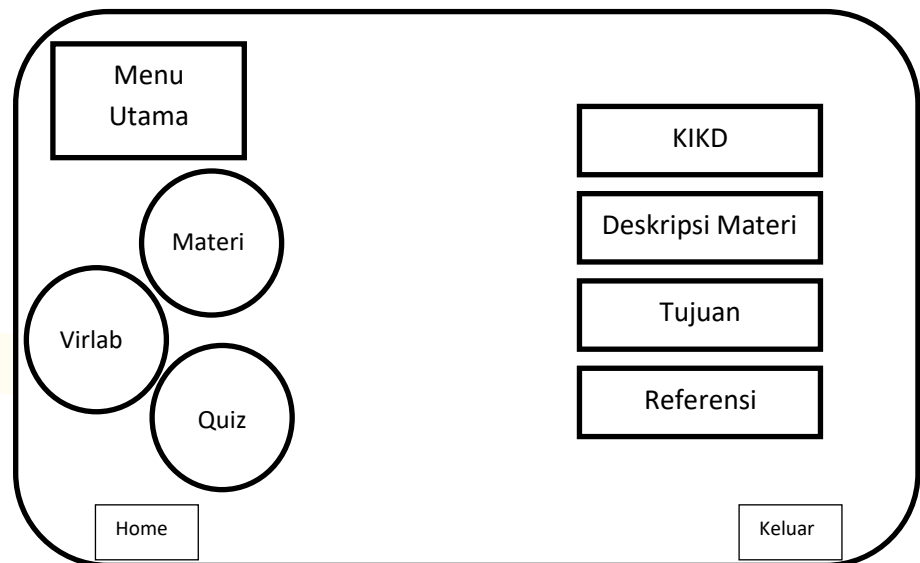 Menu
Utama
Materi
Virlab
Quiz
KIKD
Deskripsi Materi
Tujuan
Referensi
Home
Keluar